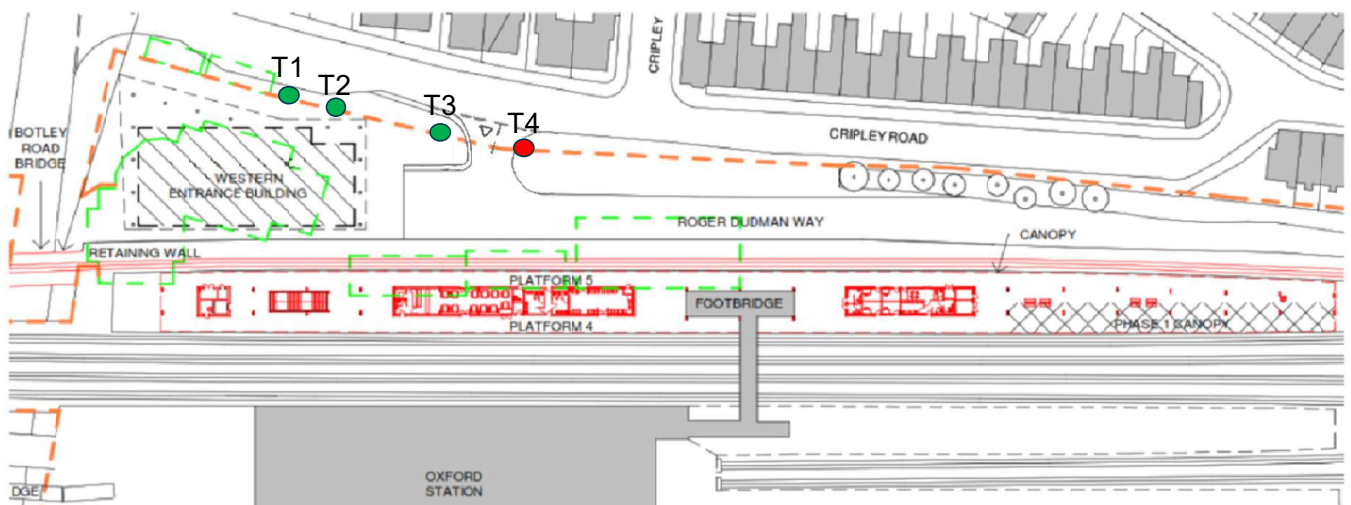 CRIPLEY
T1
T2
T3
T4
CRIPLEY ROAD
BOTLEY
ROAD
BRIDGE
WESTERN
ENTRANCE BUILDING
ROGER DUDMAN WAY
CANOPY
RETAINING WALL
PLATFORM 5
FOOTBRIDGE
PLATFORM 4
PHASE 1 CANOPY
OXFORD
STATION
DGE